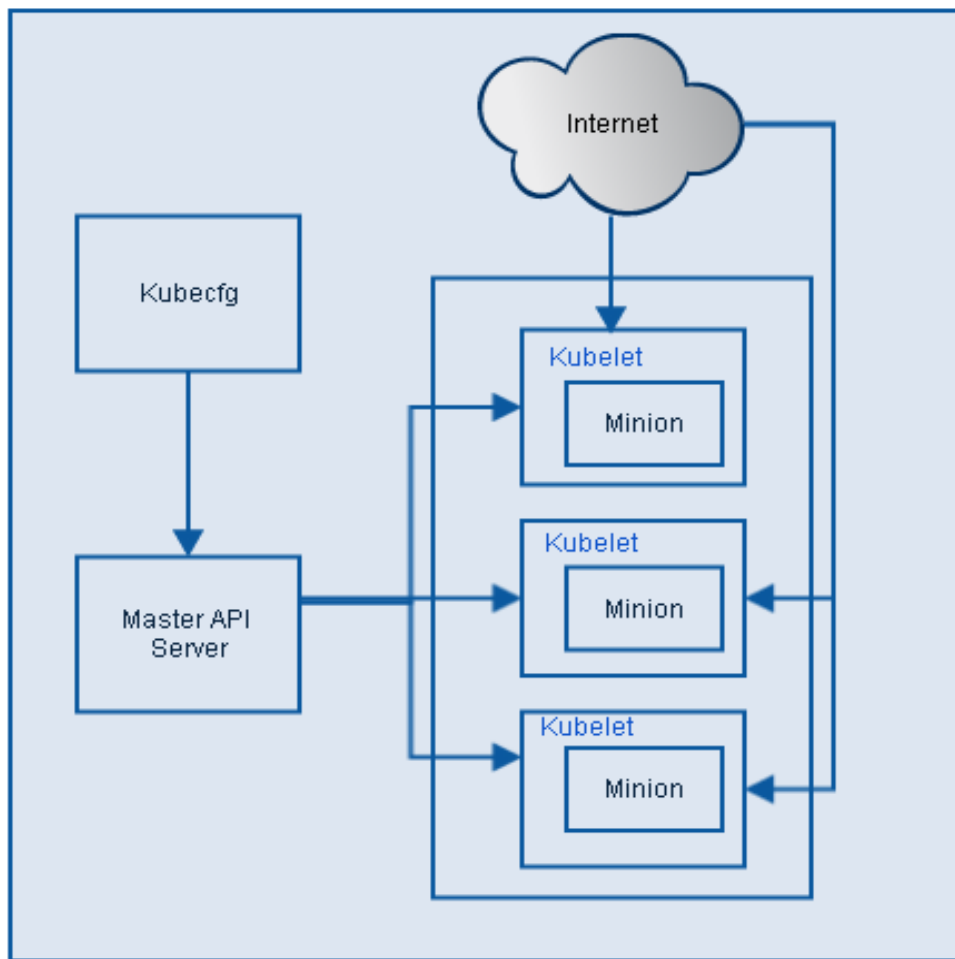 Internet
Kubecfg
Kubelet
Minion
Kubelet
Minion
Master API
Server
Kubelet
Minion